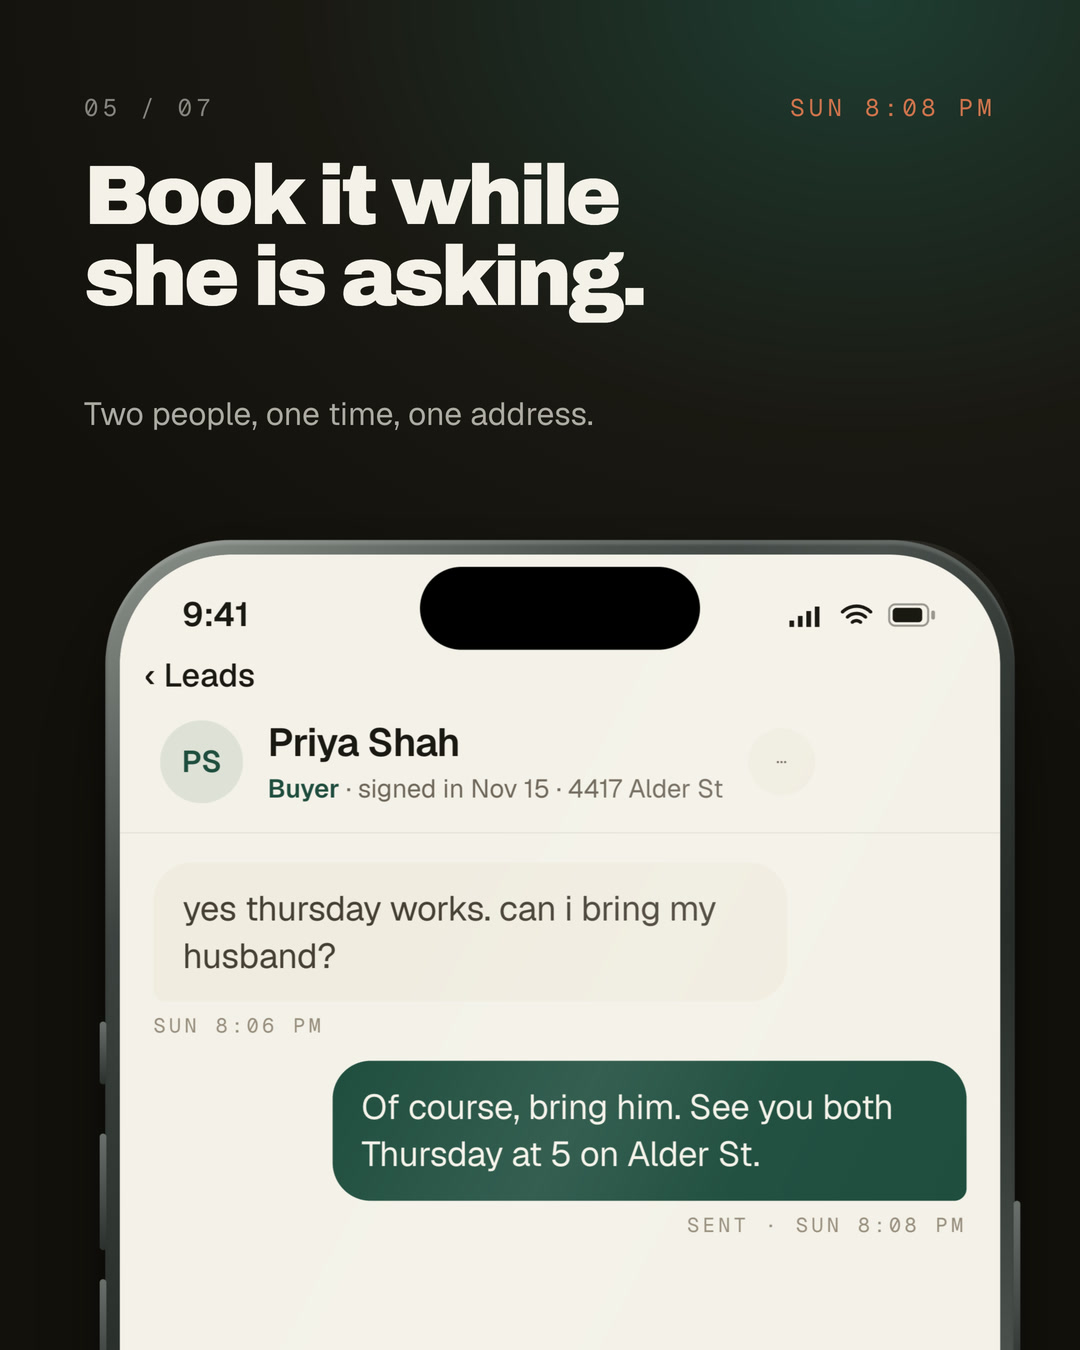 05 / 07
SUN 8:08 PM
Book it while
she is asking.
Two people, one time, one address.
9:41
‹ Leads
PS
Priya Shah
Buyer · signed in Nov 15 · 4417 Alder St
...
yes thursday works. can i bring my
husband?
SUN 8:06 PM
Of course, bring him. See you both
Thursday at 5 on Alder St.
SENT · SUN 8:08 PM